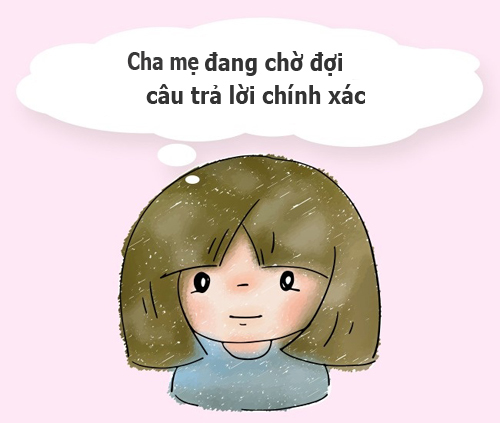 Cha mẹ đang chờ đợi
câu trả lời chính xác